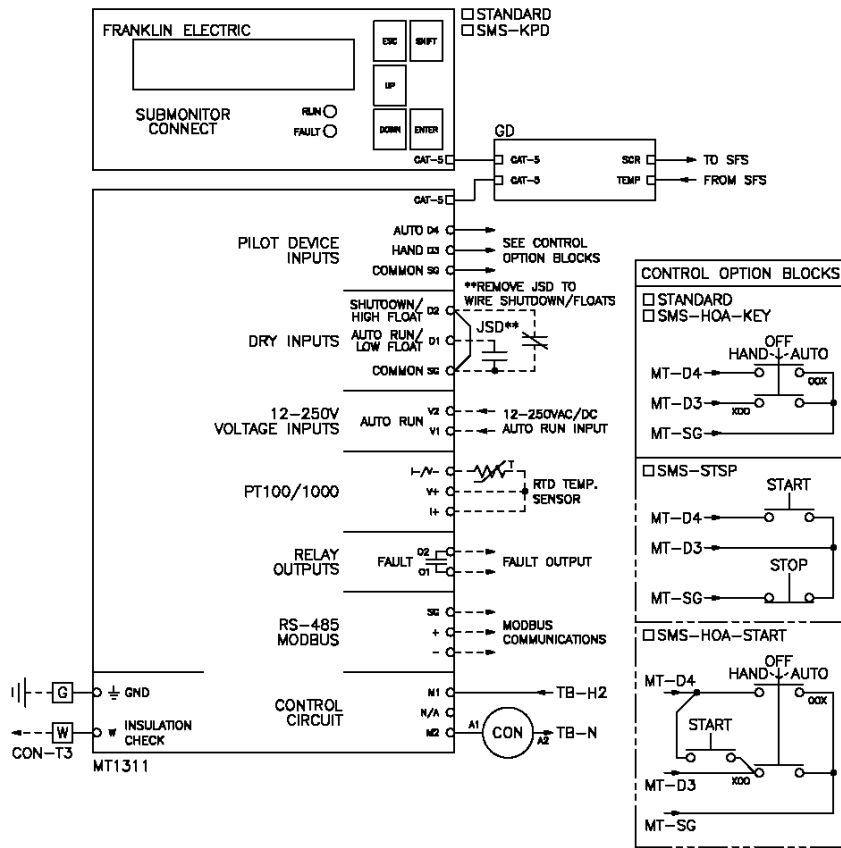 FRANKLIN ELECTRIC
ESC
SHIFT
UP
DOWN
ENTER
SUBMONITOR
CONNECT
RUN
FAULT
CAT-5
STANDARD
SMS-KPD
GD
CAT-5
CAT-5
SCR
TEMP
TO SFS
FROM SFS
CAT-5
PILOT DEVICE
INPUTS
AUTO D4
HAND D3
COMMON SG
SEE CONTROL
OPTION BLOCKS
**REMOVE JSD TO
WIRE SHUTDOWN/FLOATS
DRY INPUTS
SHUTDOWN/
HIGH FLOAT
D2
AUTO RUN/
LOW FLOAT
D1
COMMON SG
JSD**
12-250V
VOLTAGE INPUTS
AUTO RUN
V2
V1
12-250VAC/DC
AUTO RUN INPUT
PT100/1000
I-/V-
V+
I+
T
RTD TEMP.
SENSOR
RELAY
OUTPUTS
FAULT
O2
O1
FAULT OUTPUT
RS-485
MODBUS
SG
+
-
MODBUS
COMMUNICATIONS
G
GND
W
W
INSULATION
CHECK
CON-T3
CONTROL
CIRCUIT
M1
N/A
M2
TB-H2
A1
CON
A2
TB-N
MT1311
CONTROL OPTION BLOCKS
STANDARD
SMS-HOA-KEY
OFF
HAND AUTO
MT-D4
OOX
MT-D3
XOO
MT-SG
SMS-STSP
START
MT-D4
MT-D3
STOP
MT-SG
SMS-HOA-START
OFF
HAND AUTO
MT-D4
OOX
START
MT-D3
XOO
MT-SG